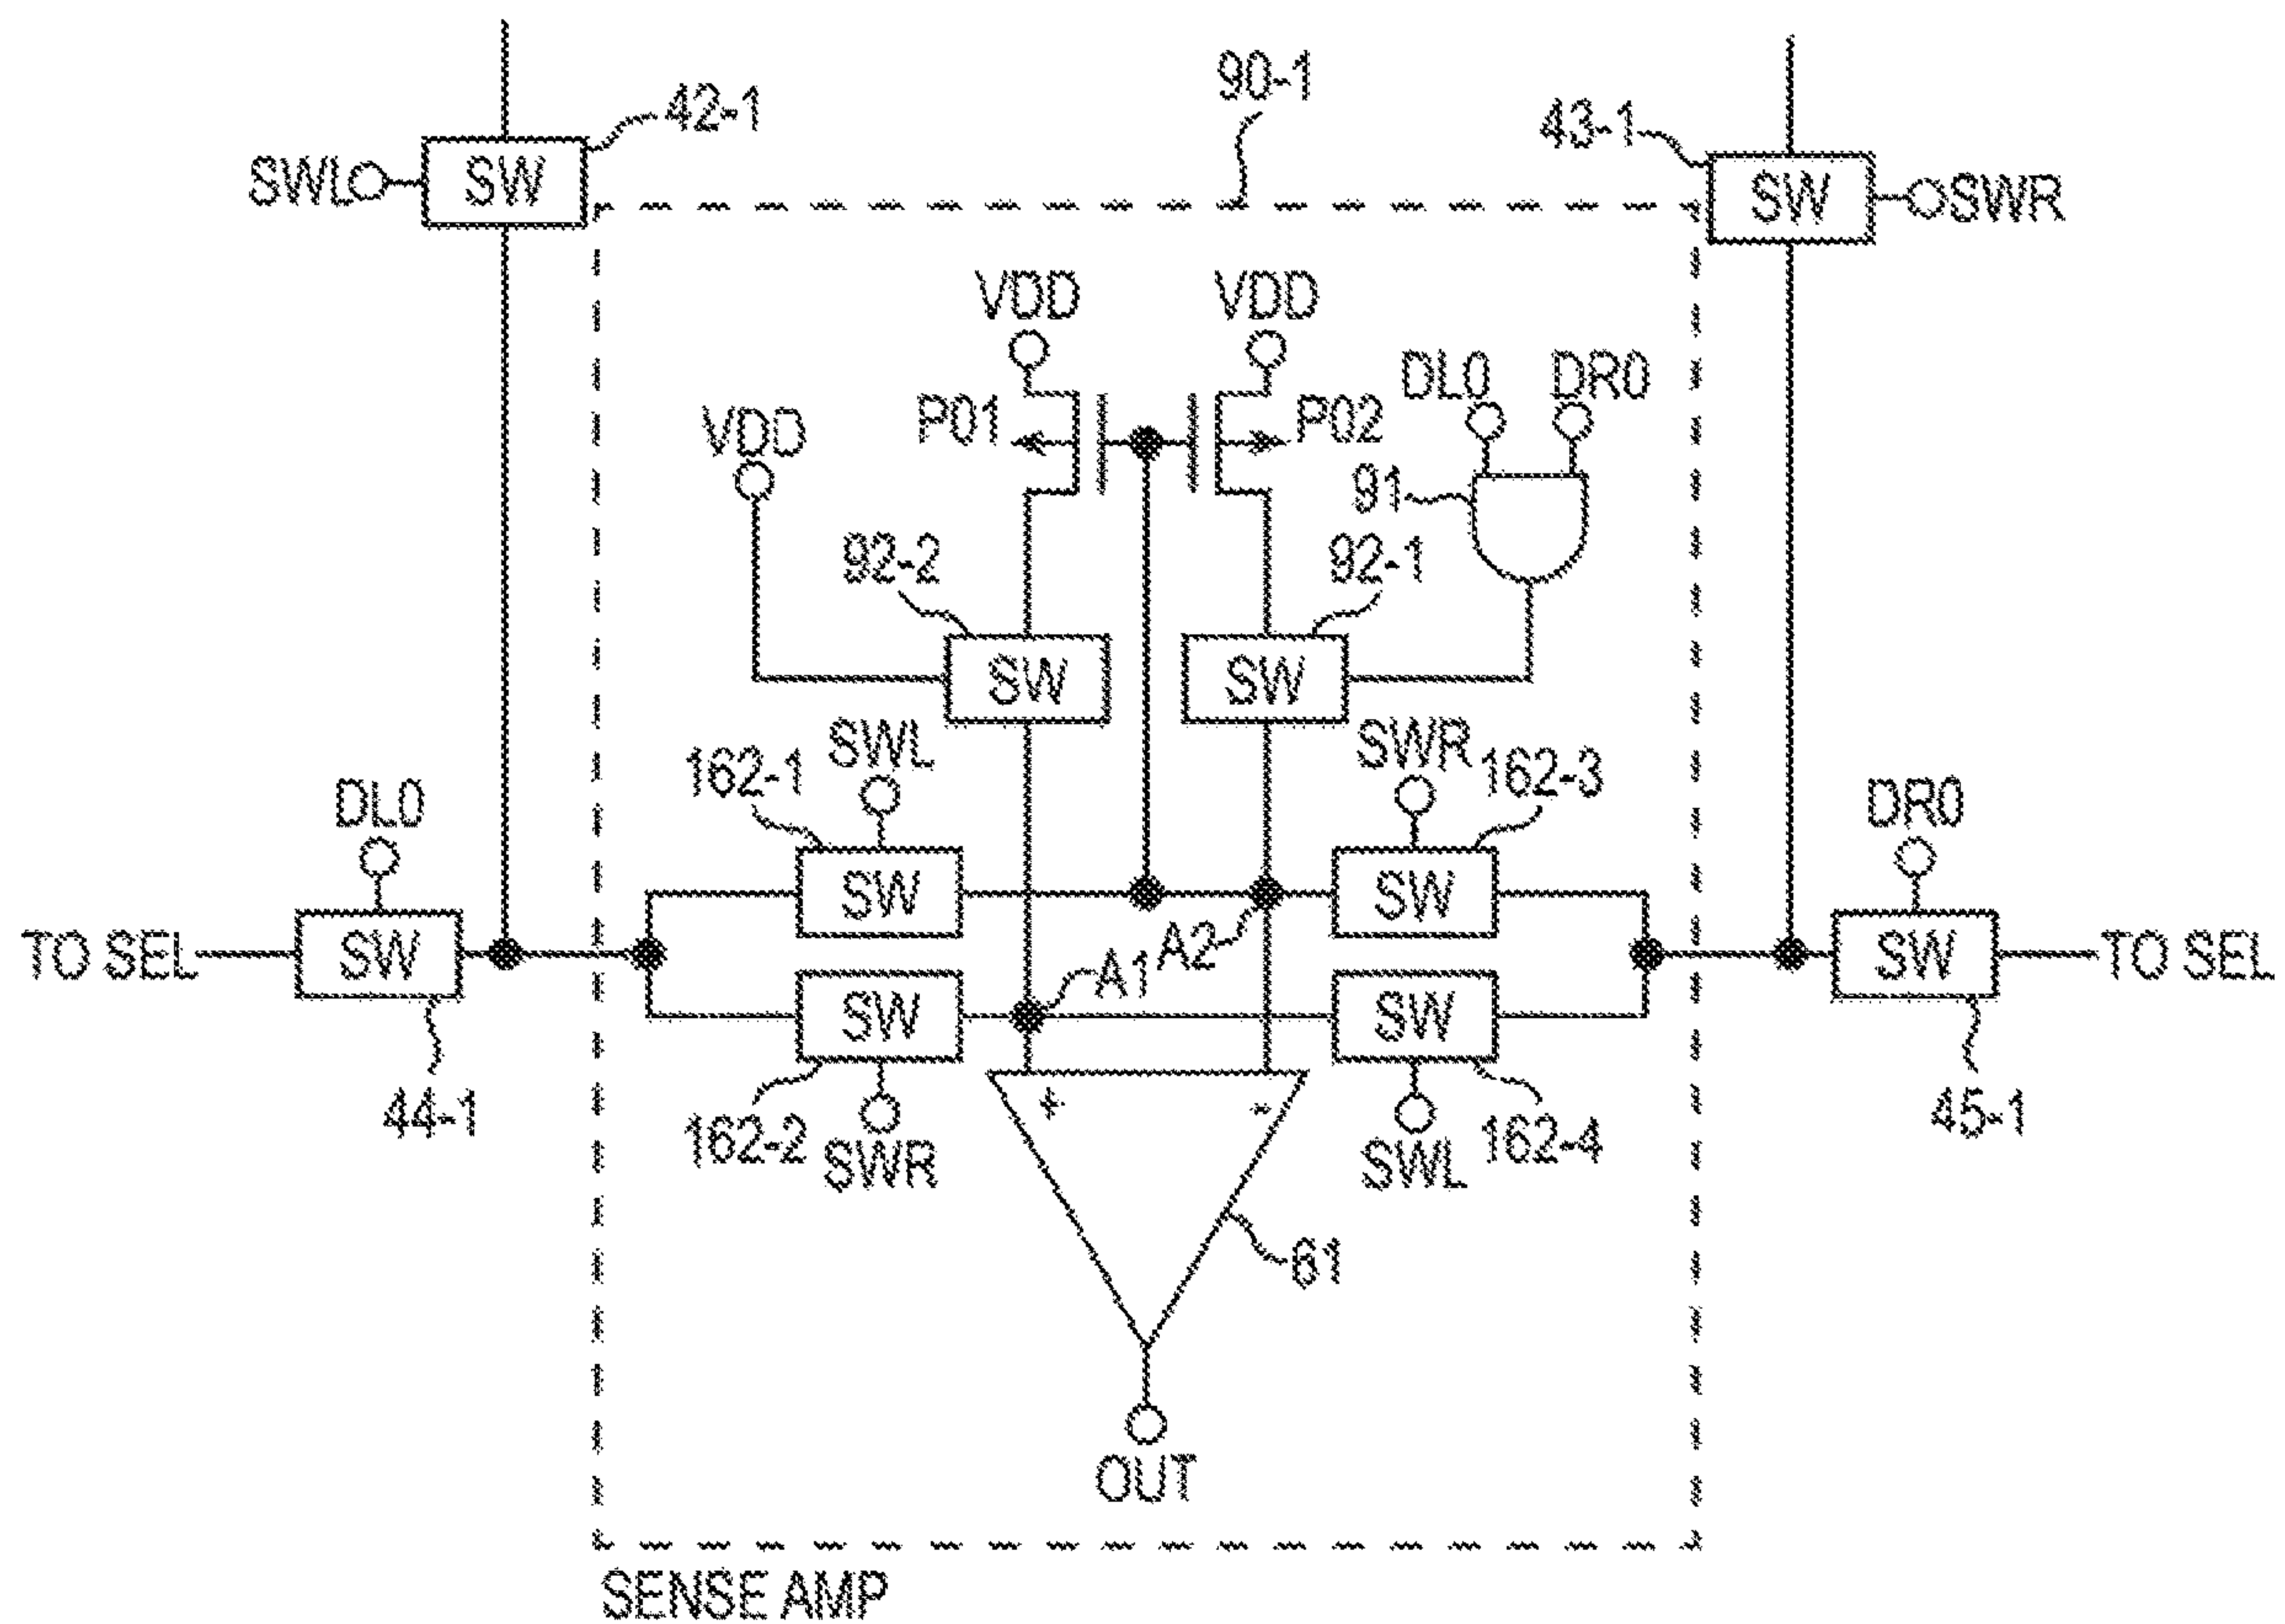 90-1
42-1
43-1
SWL
SW
SW
SWR
VDD
VDD
DL0
DR0
VDD
P01
P02
91
92-2
92-1
SW
SW
SWL
SWR
162-1
162-3
DL0
DR0
SW
SW
TO SEL
SW
A2
SW
TO SEL
A1
SW
SW
+
-
44-1
162-2
SWR
SWL
162-4
45-1
61
OUT
SENSE AMP